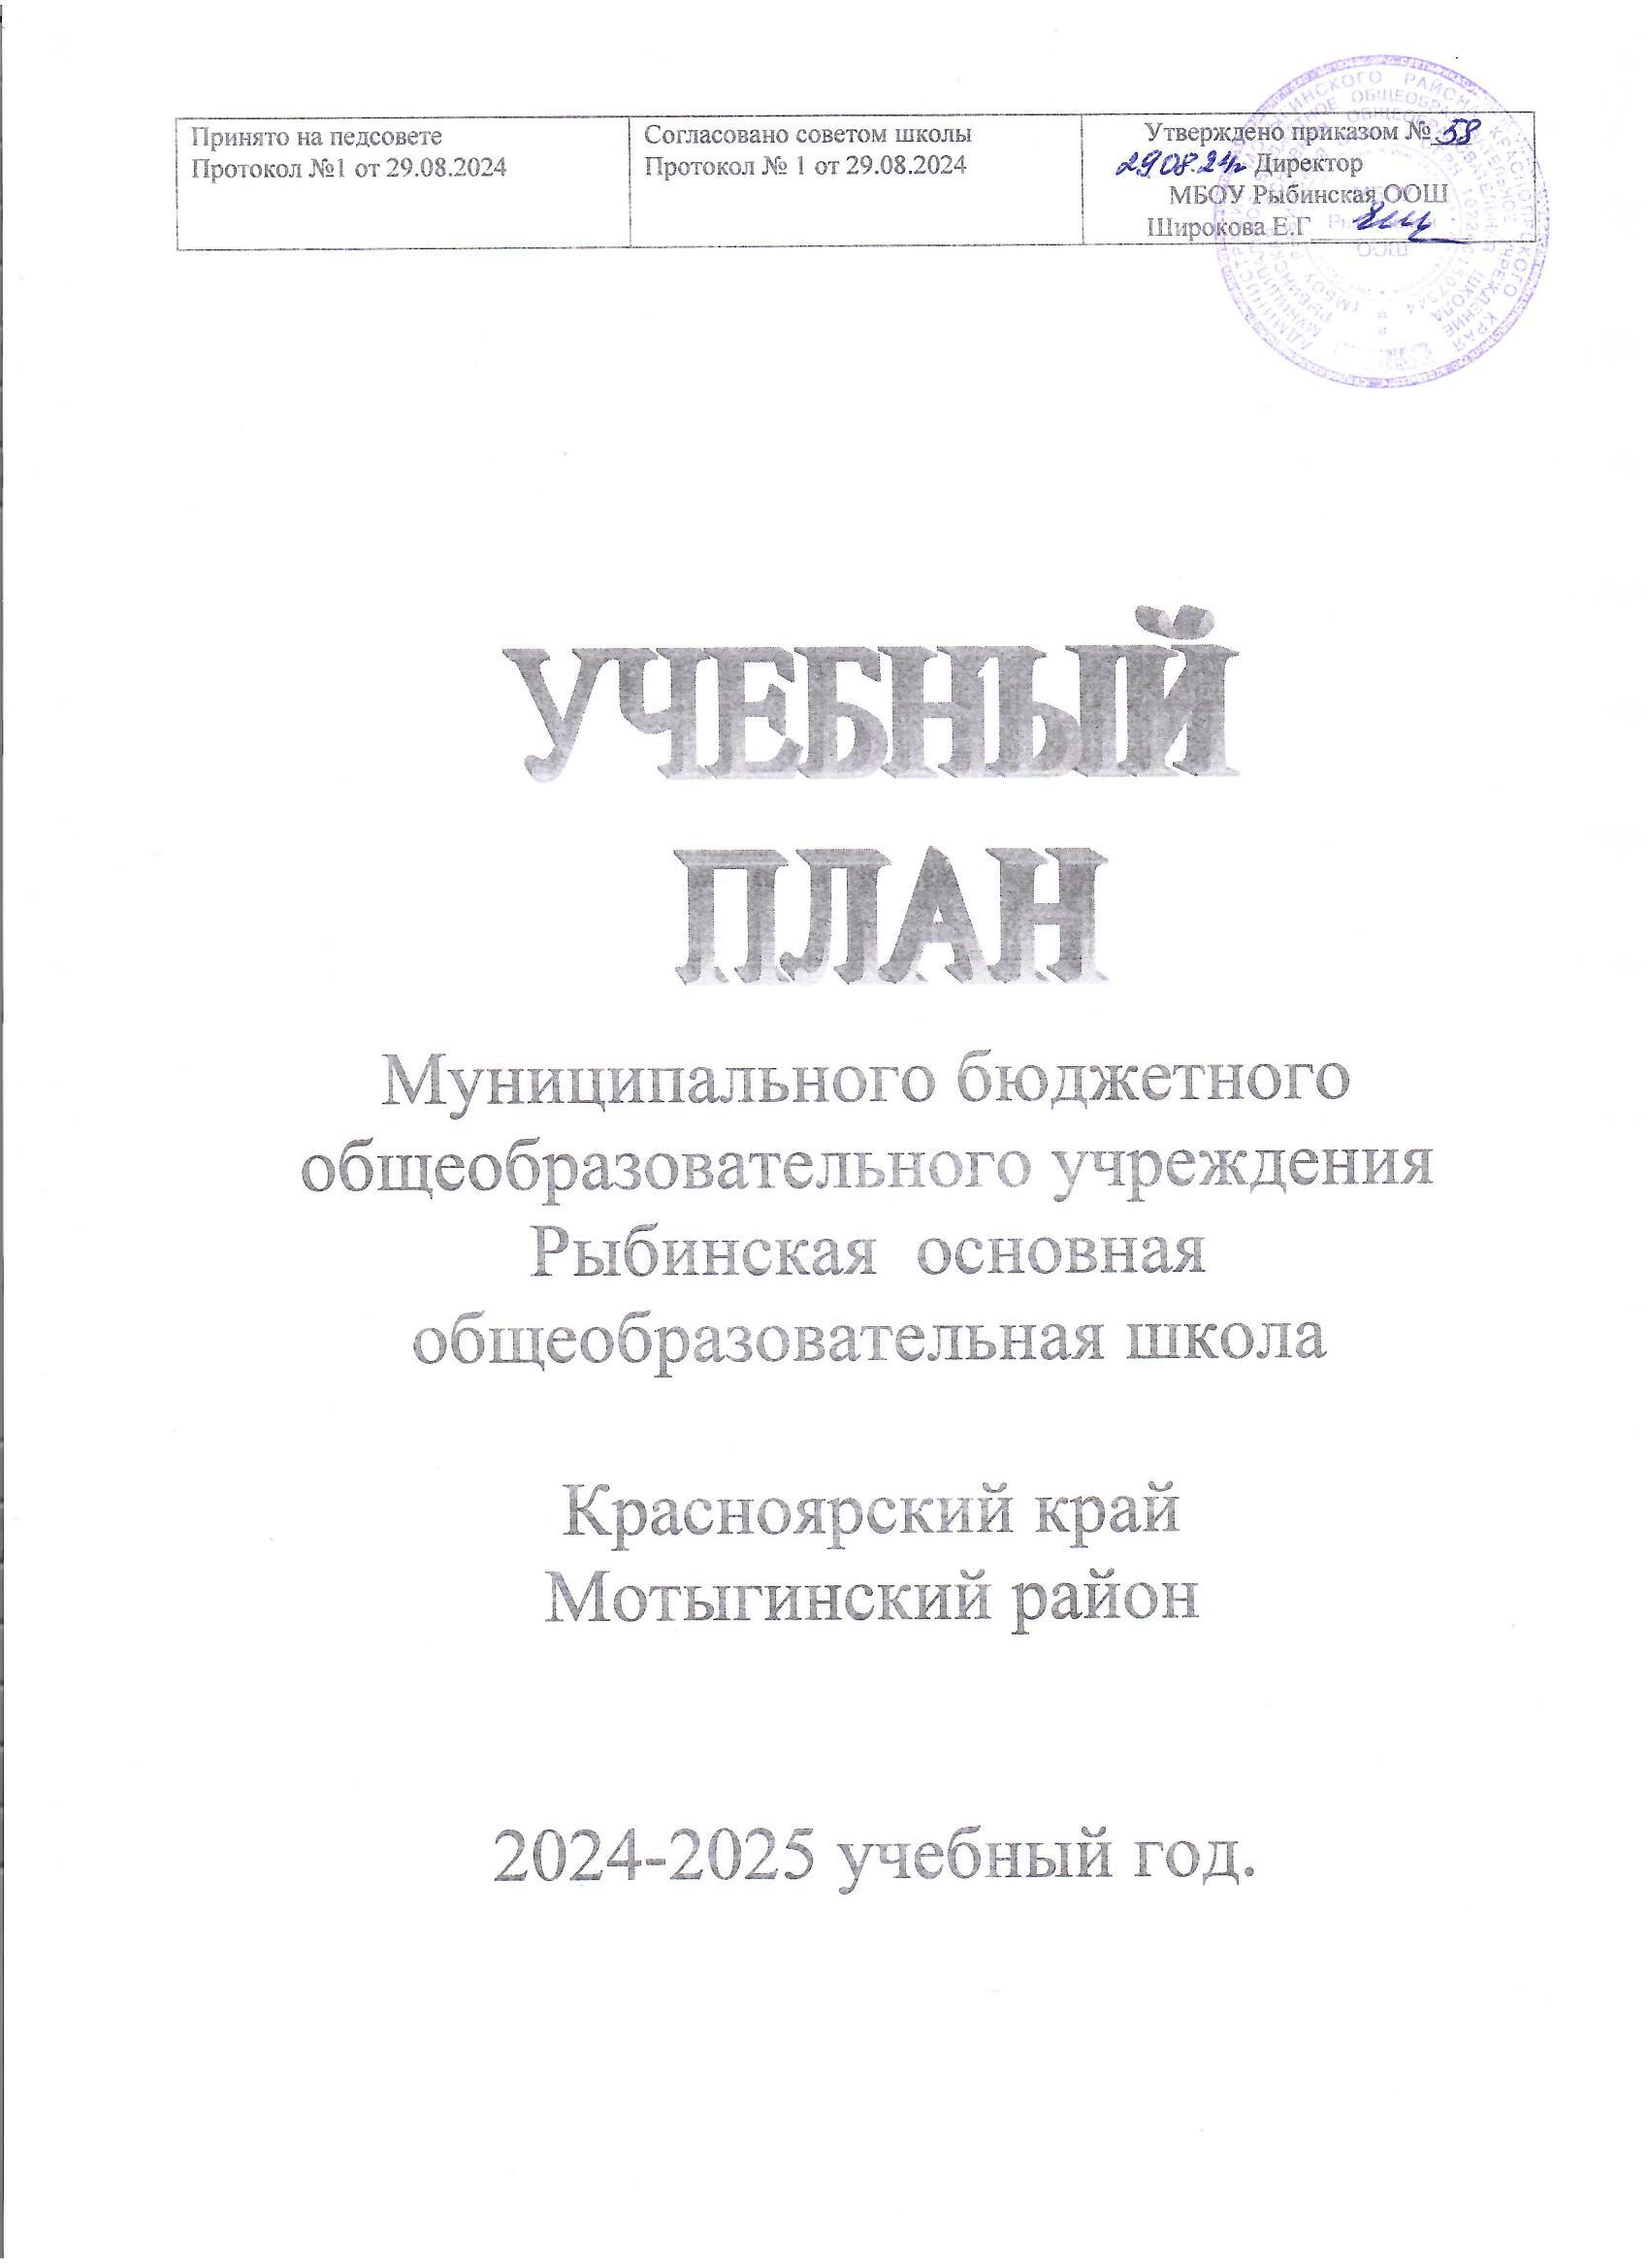 Принято на педсовете
Протокол №1 от 29.08.2024
Согласовано советом школы
Протокол № 1 от 29.08.2024
Утверждено приказом № 58
29.08.24г Директор
МБОУ Рыбинская ООШ
Широкова Е.Г
УЧЕБНЫЙ
ПЛАН
Муниципального бюджетного
общеобразовательного учреждения
Рыбинская основная
общеобразовательная школа
Красноярский край
Мотыгинский район
2024-2025 учебный год.